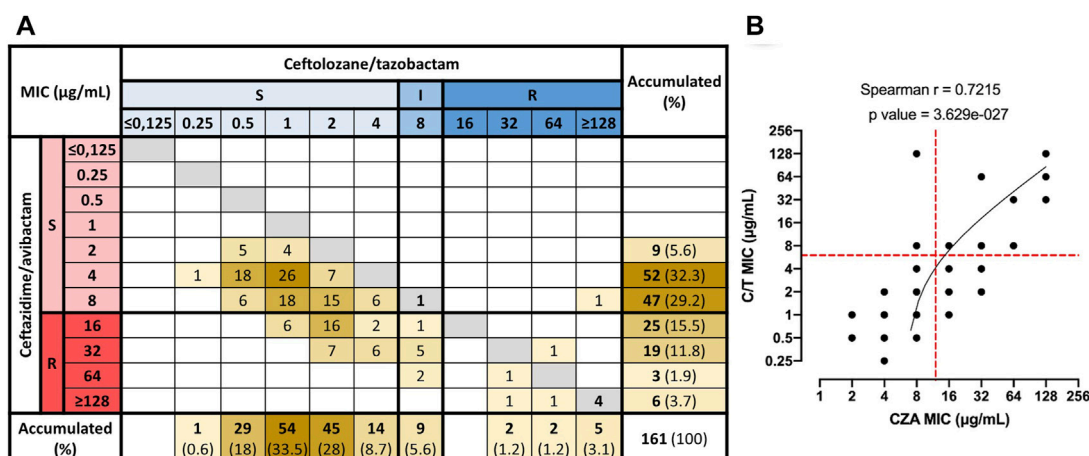 A
B
Ceftolozane/tazobactam
MIC (µg/mL)
S I R
Accumulated
(%)
≤0,125 0.25 0.5 1 2 4 8 16 32 64 ≥128
Ceftazidime/avibactam
S
≤0,125
0.25
0.5
1
2 5 4 9 (5.6)
4 1 18 26 7 52 (32.3)
8 6 18 15 6 1 1 47 (29.2)
R
16 6 16 2 1 25 (15.5)
32 7 6 5 1 19 (11.8)
64 2 1 3 (1.9)
≥128 1 1 4 6 (3.7)
Accumulated
(%)
1 29 54 45 14 9 2 2 5
(0.6) (18) (33.5) (28) (8.7) (5.6) (1.2) (1.2) (3.1)
161 (100)
Spearman r = 0.7215
p value = 3.629e-027
C/T MIC (µg/mL)
256
128
64
32
16
8
4
2
1
0.5
0.25
1 2 4 8 16 32 64 128 256
CZA MIC (µg/mL)